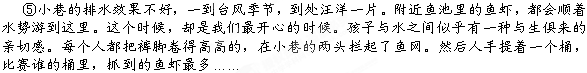 ⑤小巷的排水效果不好，一到台风季节，到处汪洋一片。附近鱼池里的鱼虾，都会顺着
水势游到这里。这个时候，却是我们最开心的时候。孩子与水之间似乎有一种与生俱来的
亲切感。每个人都把裤脚卷得高高的，在小巷的两头拦起了鱼网。然后人手提着一个桶，
比赛谁的桶里，抓到的鱼虾最多……